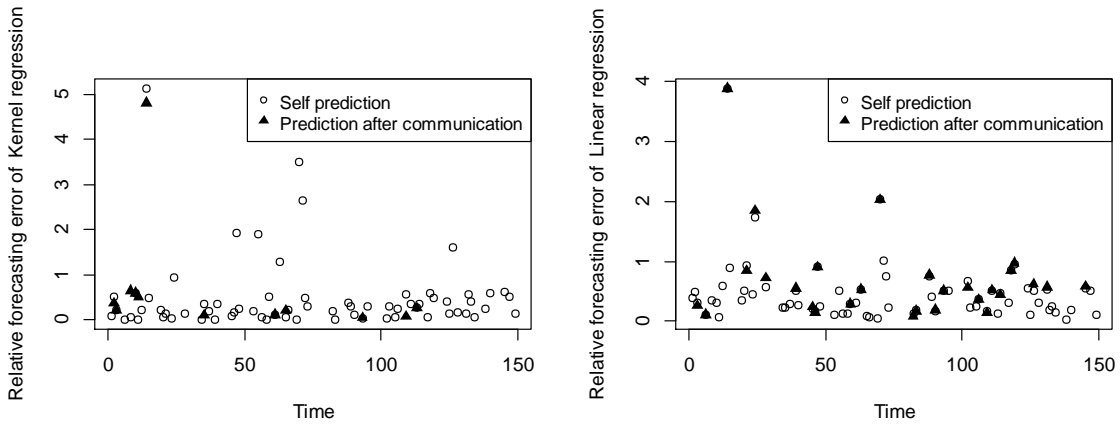 Relative forecasting error of Kernel regression
5
4
3
2
1
0
Self prediction
Prediction after communication
0 50 100 150
Time
Relative forecasting error of Linear regression
4
3
2
1
0
Self prediction
Prediction after communication
0 50 100 150
Time